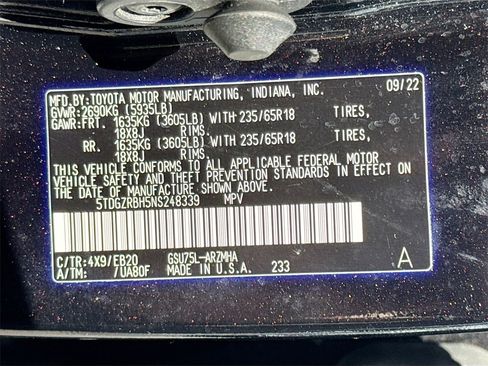 MFD.BY:TOYOTA MOTOR MANUFACTURING, INDIANA, INC. 09/22
GVWR:2690KG (5935LB)
GAWR:FRT. 1635KG (3605LB) WITH 235/65R18 TIRES,
18X8J RIMS.
RR. 1635KG (3605LB) WITH 235/65R18 TIRES,
18X8J RIMS.
THIS VEHICLE CONFORMS TO ALL APPLICABLE FEDERAL MOTOR
VEHICLE SAFETY AND THEFT PREVENTION STANDARDS IN EFFECT ON
THE DATE OF MANUFACTURE SHOWN ABOVE.
5TDGZRBH5NS248339 MPV
C/TR:4X9/EB20 GSU75L-ARZMHA
A/TM: /UA80F MADE IN U.S.A. 233 A